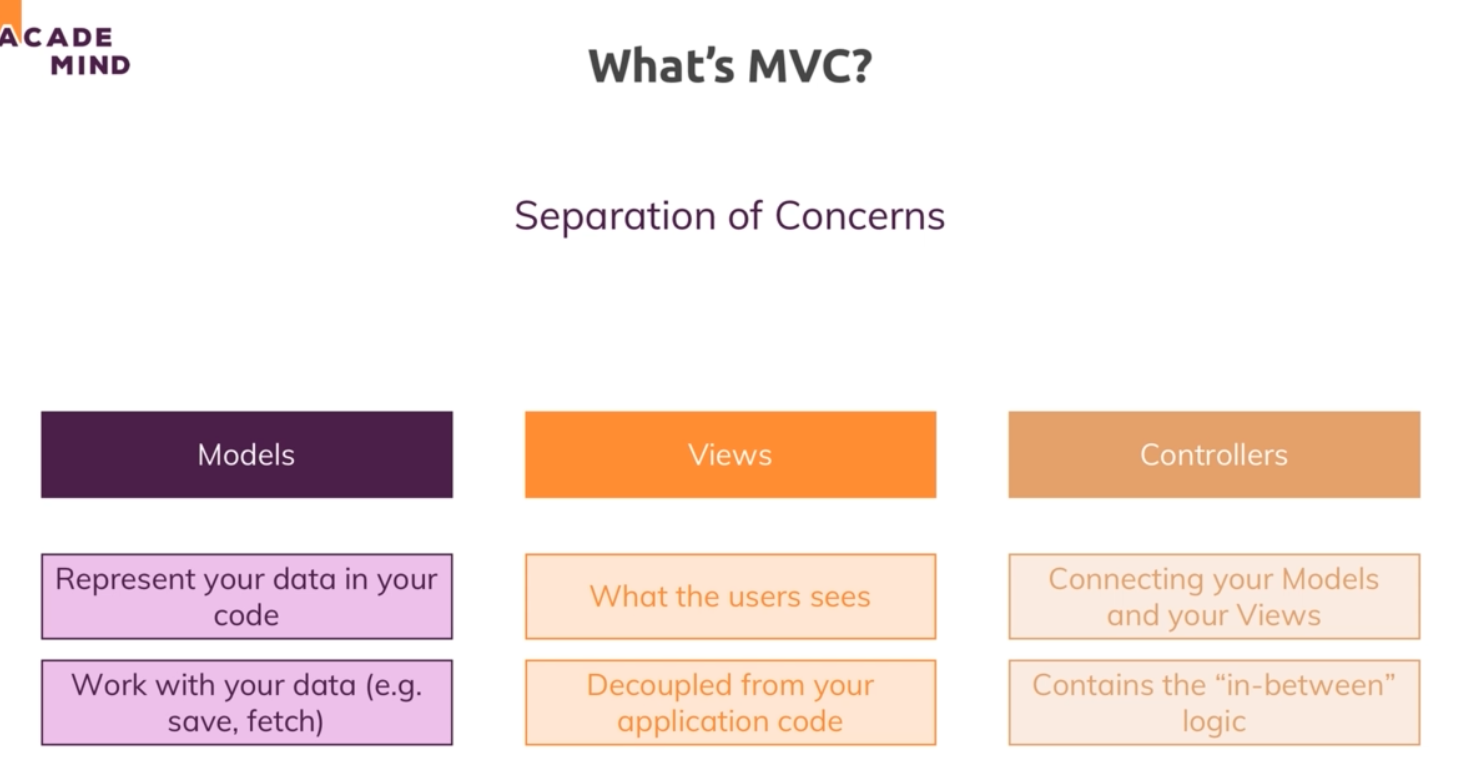 ACADE
MIND
What's MVC?
Separation of Concerns
Models
Represent your data in your
code
Work with your data (e.g.
save, fetch)
Views
What the users sees
Decoupled from your
application code
Controllers
Connecting your Models
and your Views
Contains the “in-between”
logic